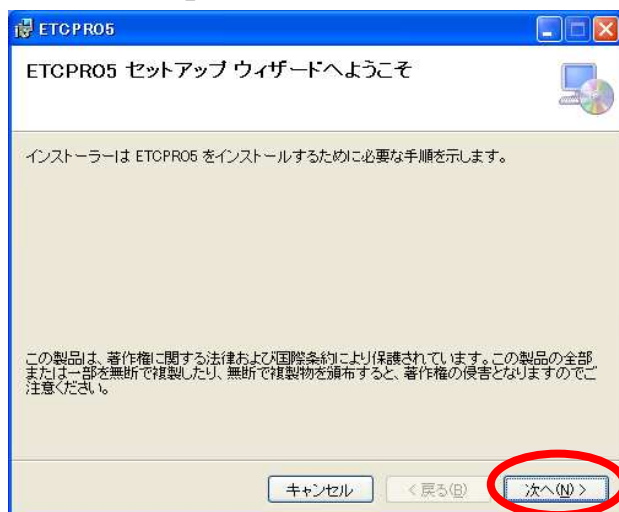 ETCPRO5
ETCPRO5 セットアップ ウィザードへようこそ
インストーラーは ETCPRO5 をインストールするために必要な手順を示します。
この製品は、著作権に関する法律および国際条約により保護されています。この製品の全部
または一部を無断で複製したり、無断で複製物を頒布すると、著作権の侵害となりますのでご
注意ください。
キャンセル
< 戻る(B)
次へ(N) >